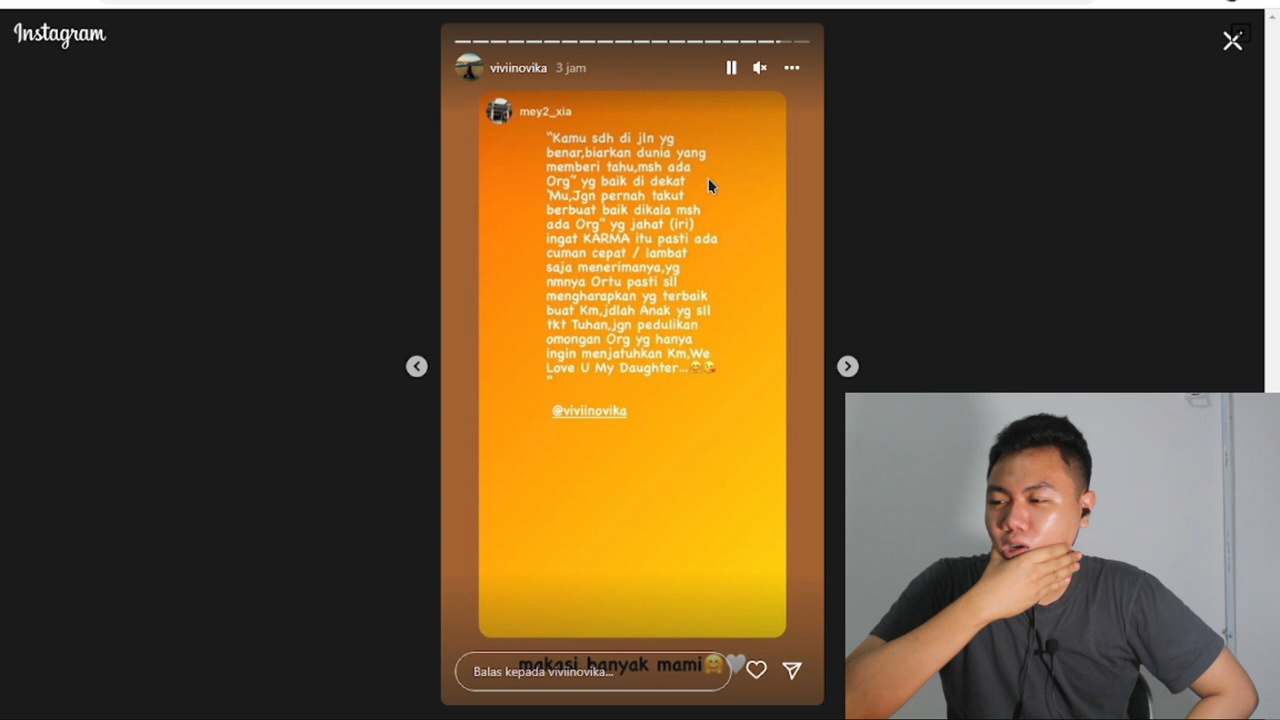 Instagram
viviinovika 3 jam
mey2_xia
"Kamu sdh di jln yg
benar,biarkan dunia yang
memberi tahu,msh ada
Org" yg baik di dekat
'Mu,Jgn pernah takut
berbuat baik dikala msh
ada Org" yg jahat (iri)
ingat KARMA itu pasti ada
cuman cepat / lambat
saja menerimanya,yg
nmnya Ortu pasti sll
mengharapkan yg terbaik
buat Km,jdlah Anak yg sll
tkt Tuhan,jgn pedulikan
omongan Org yg hanya
ingin menjatuhkan Km,We
Love U My Daughter...🥹😘
"
@viviinovika
makasi banyak mami🤗🤍
Balas kepada viviinovika...